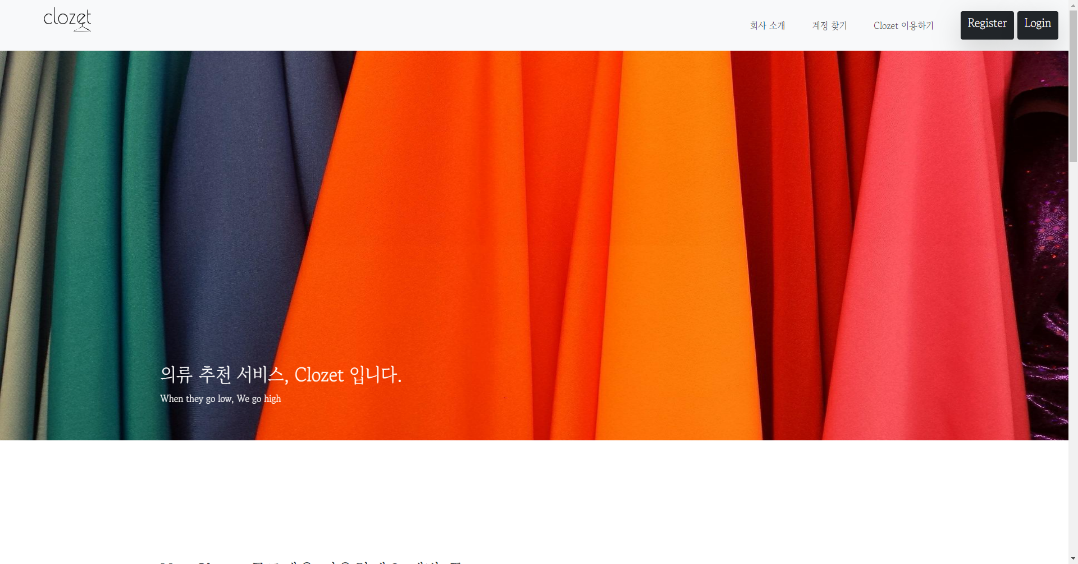 clozet
회사 소개 계정 찾기 Clozet 이용하기 Register Login
의류 추천 서비스, Clozet 입니다.
When they go low, We go high